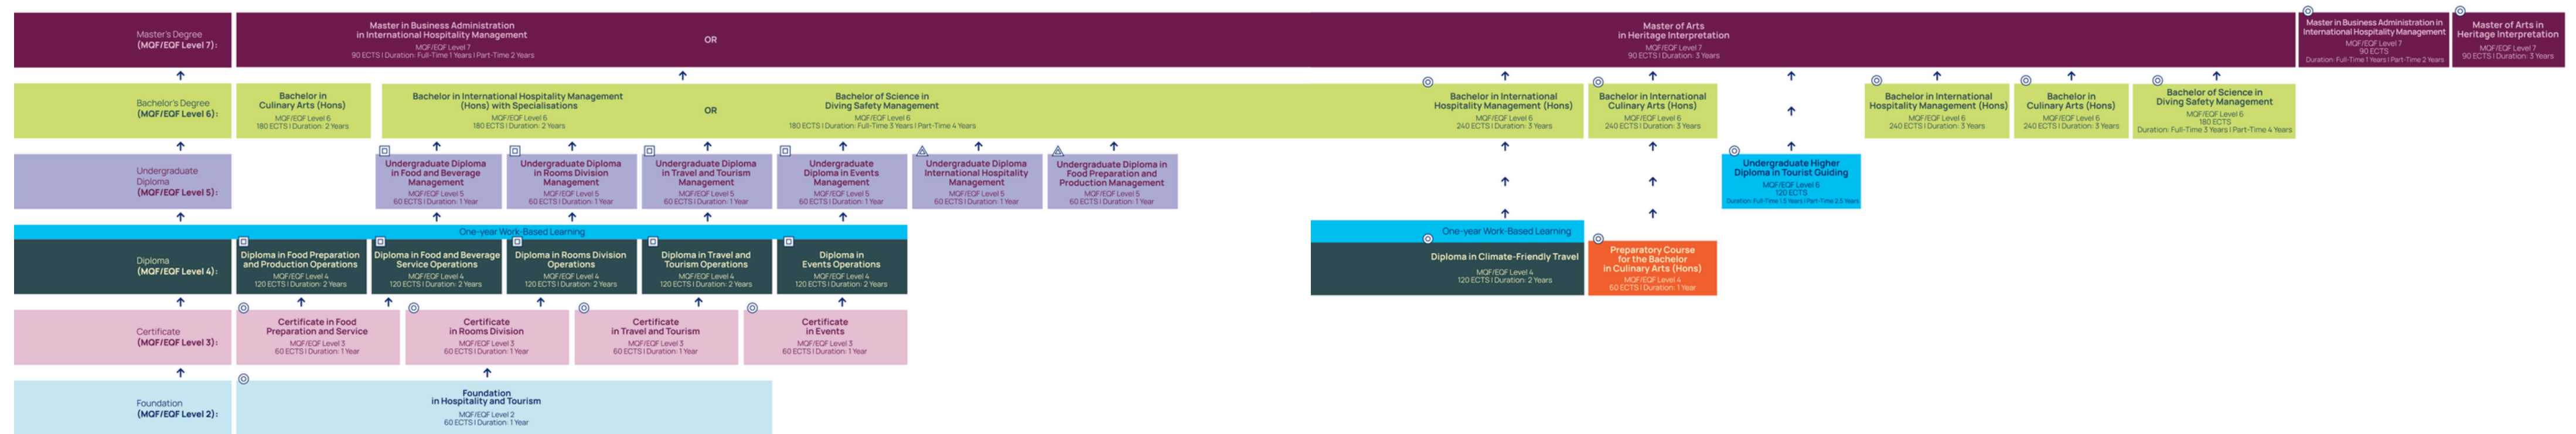 Master's Degree
(MQF/EQF Level 7):
Master in Business Administration
in International Hospitality Management
MQF/EQF Level 7
90 ECTS | Duration: Full-Time 1 Years | Part-Time 2 Years
OR
Master of Arts
in Heritage Interpretation
MQF/EQF Level 7
90 ECTS | Duration: 3 Years
Master in Business Administration in
International Hospitality Management
MQF/EQF Level 7
90 ECTS
Duration: Full-Time 1 Years | Part-Time 2 Years
Master of Arts in
Heritage Interpretation
MQF/EQF Level 7
90 ECTS | Duration: 3 Years
Bachelor's Degree
(MQF/EQF Level 6):
Bachelor in
Culinary Arts (Hons)
MQF/EQF Level 6
180 ECTS | Duration: 2 Years
Bachelor in International Hospitality Management
(Hons) with Specialisations
MQF/EQF Level 6
180 ECTS | Duration: 2 Years
OR
Bachelor of Science in
Diving Safety Management
MQF/EQF Level 6
180 ECTS | Duration: Full-Time 3 Years | Part-Time 4 Years
Bachelor in International
Hospitality Management (Hons)
MQF/EQF Level 6
240 ECTS | Duration: 3 Years
Bachelor in International
Culinary Arts (Hons)
MQF/EQF Level 6
240 ECTS | Duration: 3 Years
Bachelor in International
Hospitality Management (Hons)
MQF/EQF Level 6
240 ECTS | Duration: 3 Years
Bachelor in
Culinary Arts (Hons)
MQF/EQF Level 6
240 ECTS | Duration: 3 Years
Bachelor of Science in
Diving Safety Management
MQF/EQF Level 6
180 ECTS
Duration: Full-Time 3 Years | Part-Time 4 Years
Undergraduate
Diploma
(MQF/EQF Level 5):
Undergraduate Diploma
in Food and Beverage
Management
MQF/EQF Level 5
60 ECTS | Duration: 1 Year
Undergraduate Diploma
in Rooms Division
Management
MQF/EQF Level 5
60 ECTS | Duration: 1 Year
Undergraduate Diploma
in Travel and Tourism
Management
MQF/EQF Level 5
60 ECTS | Duration: 1 Year
Undergraduate
Diploma in Events
Management
MQF/EQF Level 5
60 ECTS | Duration: 1 Year
Undergraduate Diploma
International Hospitality
Management
MQF/EQF Level 5
60 ECTS | Duration: 1 Year
Undergraduate Diploma in
Food Preparation and
Production Management
MQF/EQF Level 5
60 ECTS | Duration: 1 Year
Undergraduate Higher
Diploma in Tourist Guiding
MQF/EQF Level 6
120 ECTS
Duration: Full-Time 1.5 Years | Part-Time 2.5 Years
One-year Work-Based Learning
Diploma
(MQF/EQF Level 4):
Diploma in Food Preparation
and Production Operations
MQF/EQF Level 4
120 ECTS | Duration: 2 Years
Diploma in Food and Beverage
Service Operations
MQF/EQF Level 4
120 ECTS | Duration: 2 Years
Diploma in Rooms Division
Operations
MQF/EQF Level 4
120 ECTS | Duration: 2 Years
Diploma in Travel and
Tourism Operations
MQF/EQF Level 4
120 ECTS | Duration: 2 Years
Diploma in
Events Operations
MQF/EQF Level 4
120 ECTS | Duration: 2 Years
One-year Work-Based Learning
Diploma in Climate-Friendly Travel
MQF/EQF Level 4
120 ECTS | Duration: 2 Years
Preparatory Course
for the Bachelor
in Culinary Arts (Hons)
MQF/EQF Level 4
60 ECTS | Duration: 1 Year
Certificate
(MQF/EQF Level 3):
Certificate in Food
Preparation and Service
MQF/EQF Level 3
60 ECTS | Duration: 1 Year
Certificate
in Rooms Division
MQF/EQF Level 3
60 ECTS | Duration: 1 Year
Certificate
in Travel and Tourism
MQF/EQF Level 3
60 ECTS | Duration: 1 Year
Certificate
in Events
MQF/EQF Level 3
60 ECTS | Duration: 1 Year
Foundation
(MQF/EQF Level 2):
Foundation
in Hospitality and Tourism
MQF/EQF Level 2
60 ECTS | Duration: 1 Year